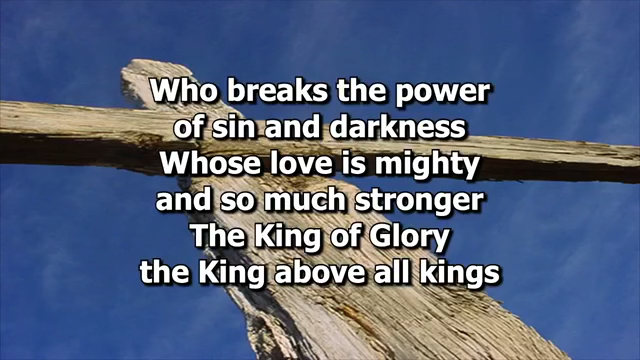 Who breaks the power
of sin and darkness
Whose love is mighty
and so much stronger
The King of Glory
the King above all kings